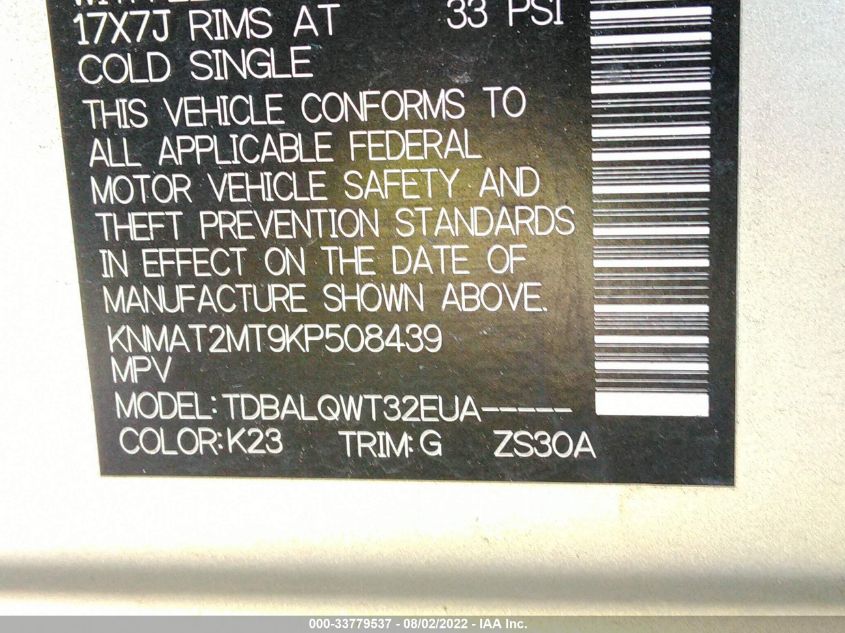 17X7J RIMS AT 33 PSI
COLD SINGLE
THIS VEHICLE CONFORMS TO
ALL APPLICABLE FEDERAL
MOTOR VEHICLE SAFETY AND
THEFT PREVENTION STANDARDS
IN EFFECT ON THE DATE OF
MANUFACTURE SHOWN ABOVE.
KNMAT2MT9KP508439
MPV
MODEL:TDBALQWT32EUA-----
COLOR:K23 TRIM:G ZS30A
000-33779537 - 08/02/2022 - IAA Inc.